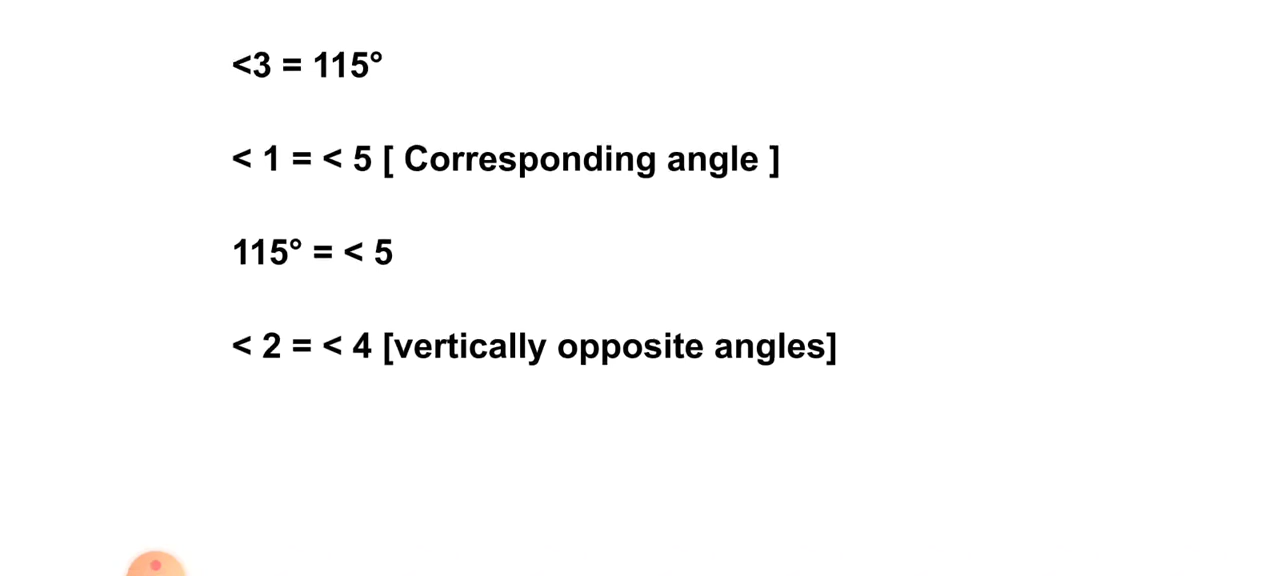 <3 = 115°
< 1 = < 5 [ Corresponding angle ]
115° = < 5
< 2 = < 4 [vertically opposite angles]